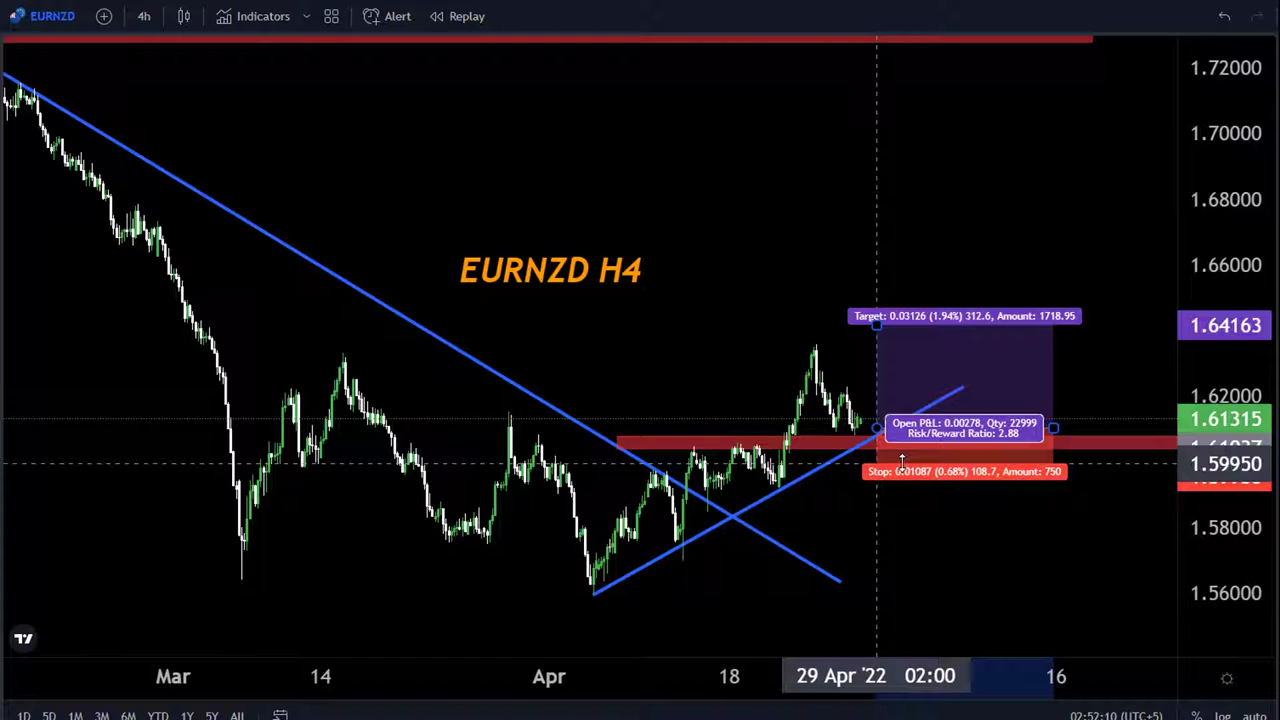 EURNZD
4h
Indicators
Alert
Replay
1.72000
1.70000
1.68000
EURNZD H4
1.66000
Target: 0.03126 (1.94%) 312.6, Amount: 1718.95
1.64163
1.62000
1.61315
Open P&L: 0.00278, Qty: 22999
Risk/Reward Ratio: 2.88
1.59950
Stop: 0.01087 (0.68%) 108.7, Amount: 750
1.58000
1.56000
Mar
14
Apr
18
29 Apr '22 02:00
16
1D 5D 1M 3M 6M YTD 1Y 5Y All
02:52:10 (UTC+5)
% log auto